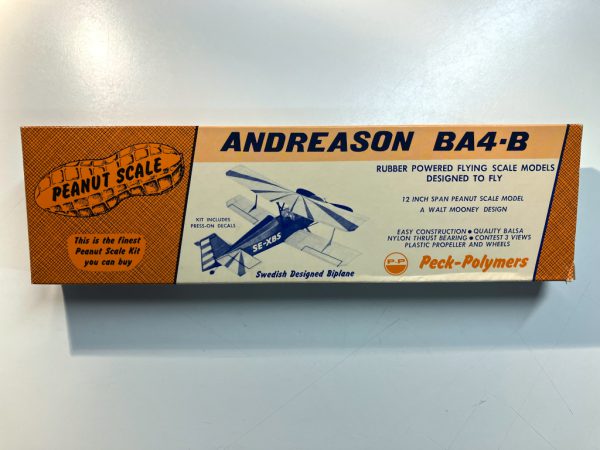 PEANUT SCALE
This is the finest
Peanut Scale Kit
you can buy
ANDREASON BA4-B
KIT INCLUDES
PRESS-ON DECALS
SE-XBS
Swedish Designed Biplane
RUBBER POWERED FLYING SCALE MODELS
DESIGNED TO FLY
12 INCH SPAN PEANUT SCALE MODEL
A WALT MOONEY DESIGN
EASY CONSTRUCTION ● QUALITY BALSA
NYLON THRUST BEARING ● CONTEST 3 VIEWS
PLASTIC PROPELLER AND WHEELS
P-P
Peck-Polymers